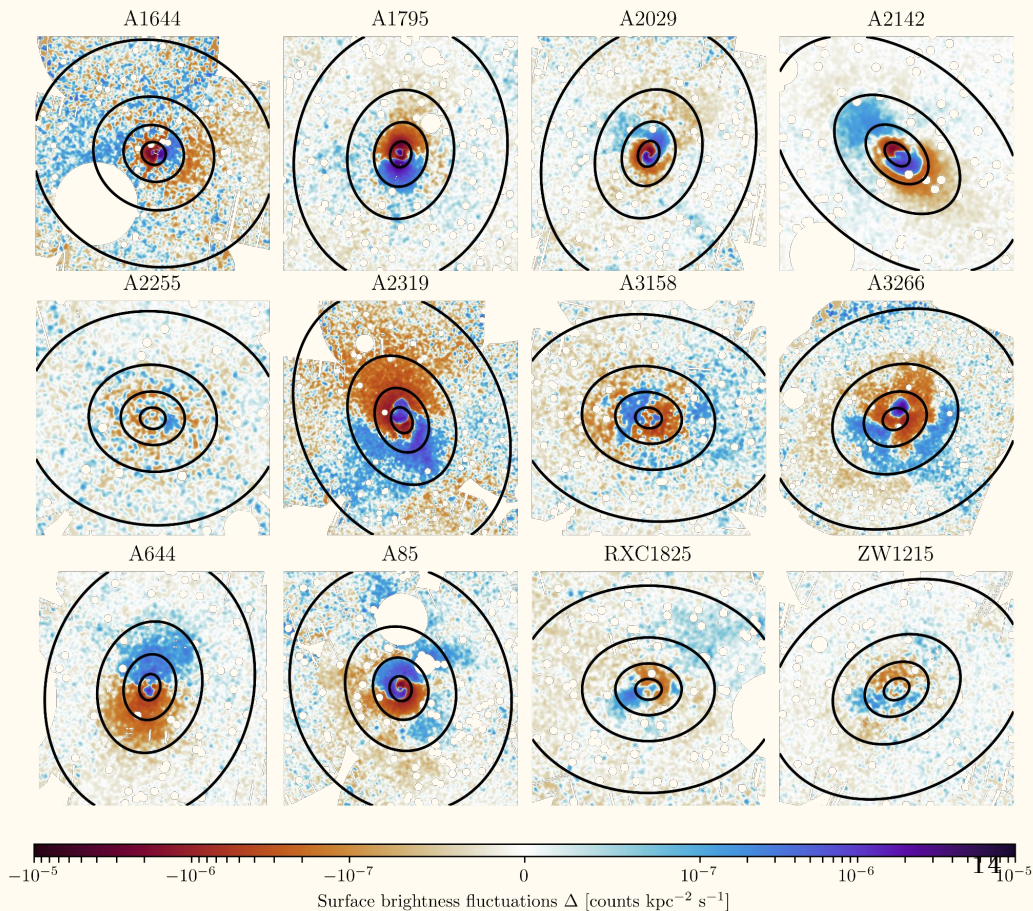 A1644 A1795 A2029 A2142
A2255 A2319 A3158 A3266
A644 A85 RXC1825 ZW1215
−10⁻⁵ −10⁻⁶ −10⁻⁷ 0 10⁻⁷ 10⁻⁶ 10⁻⁵
14
Surface brightness fluctuations Δ [counts kpc⁻² s⁻¹]